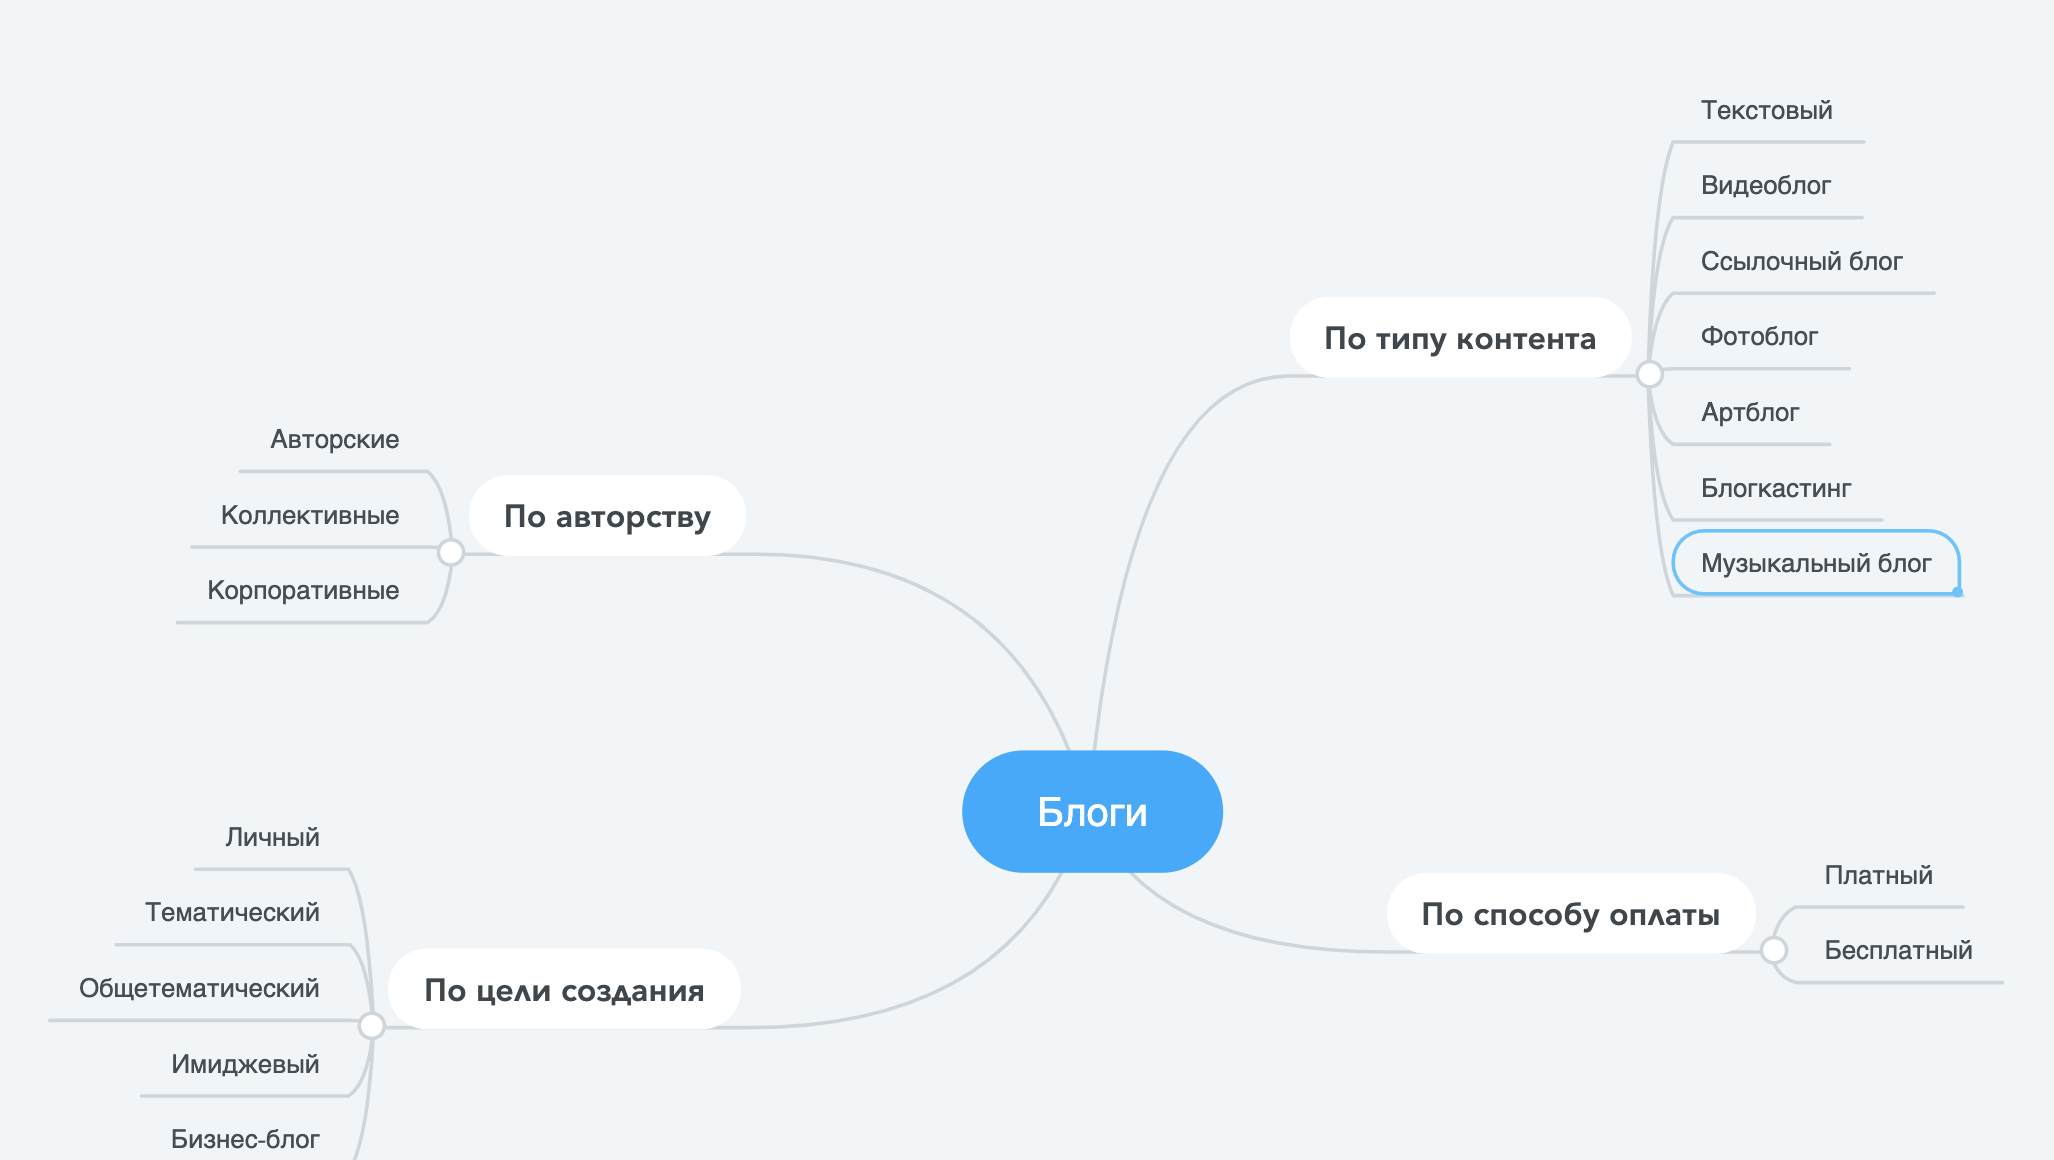 Текстовый
Видеоблог
Ссылочный блог
По типу контента
Фотоблог
Артблог
Блогкастинг
Музыкальный блог
Авторские
По авторству
Коллективные
Корпоративные
Блоги
Личный
Тематический
По цели создания
Общетематический
Имиджевый
Бизнес-блог
Платный
По способу оплаты
Бесплатный